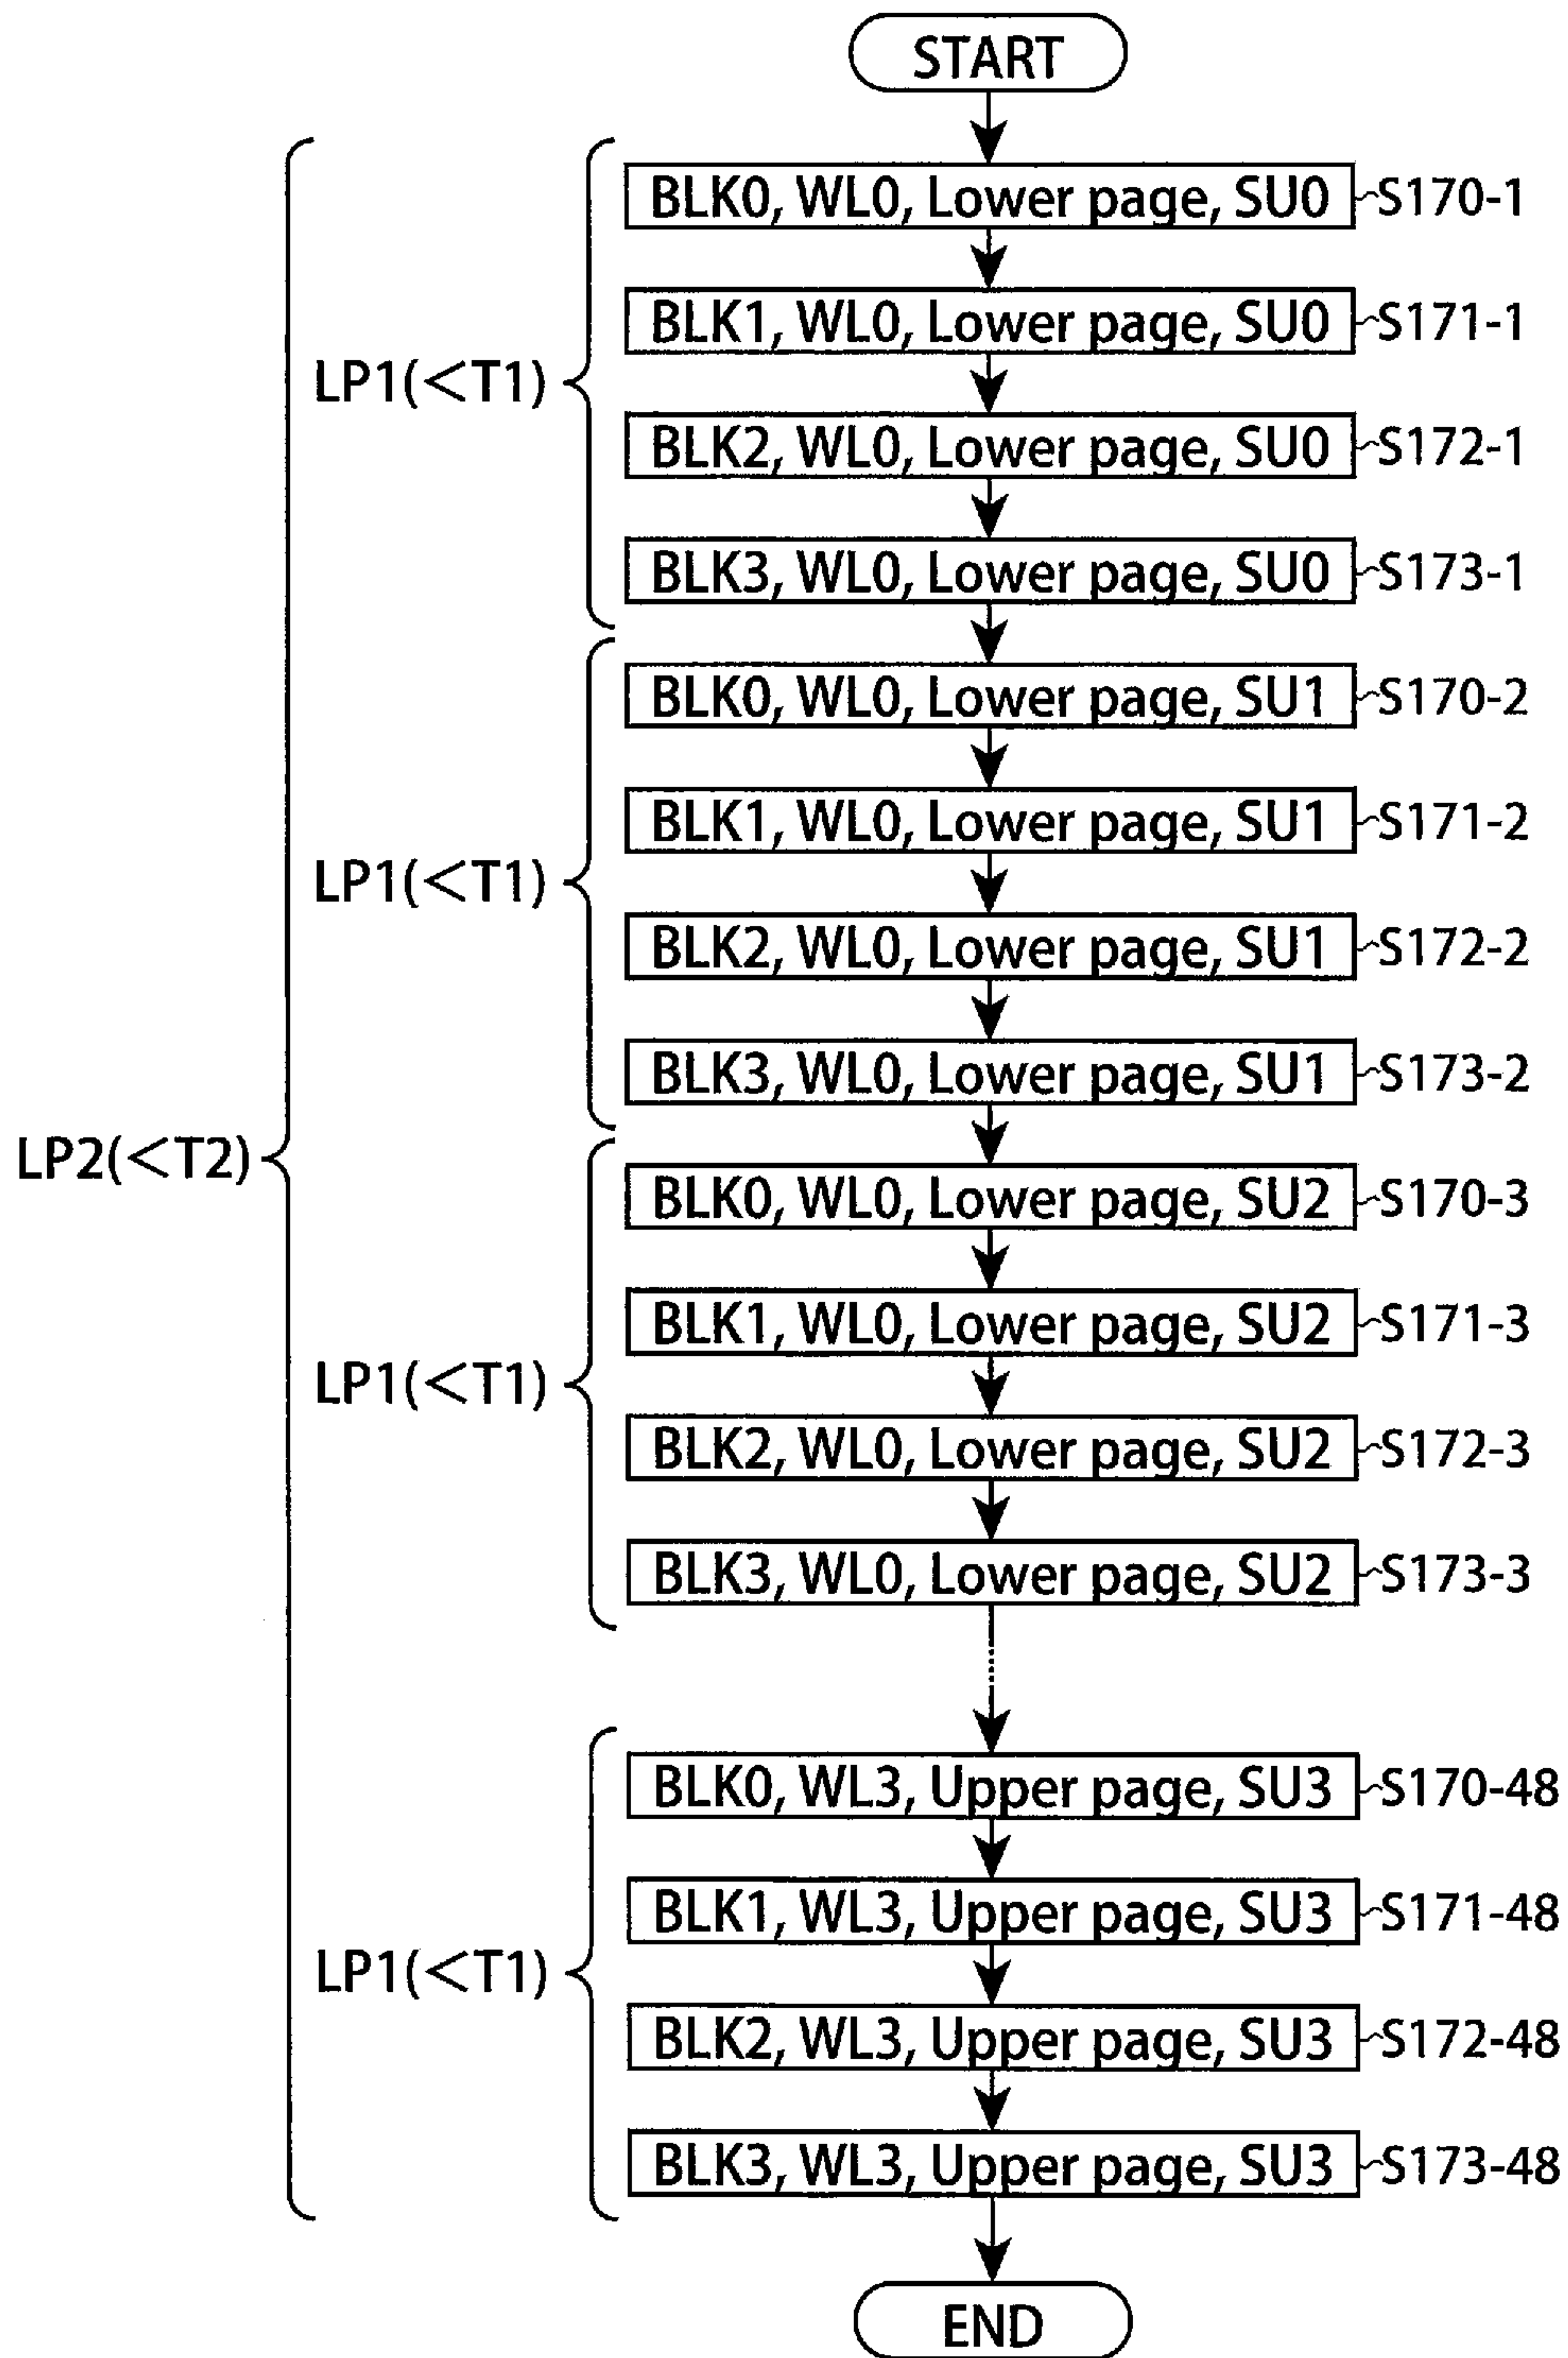 START
BLK0, WL0, Lower page, SU0 S170-1
BLK1, WL0, Lower page, SU0 S171-1
LP1(<T1)
BLK2, WL0, Lower page, SU0 S172-1
BLK3, WL0, Lower page, SU0 S173-1
BLK0, WL0, Lower page, SU1 S170-2
BLK1, WL0, Lower page, SU1 S171-2
LP1(<T1)
BLK2, WL0, Lower page, SU1 S172-2
BLK3, WL0, Lower page, SU1 S173-2
LP2(<T2)
BLK0, WL0, Lower page, SU2 S170-3
BLK1, WL0, Lower page, SU2 S171-3
LP1(<T1)
BLK2, WL0, Lower page, SU2 S172-3
BLK3, WL0, Lower page, SU2 S173-3
BLK0, WL3, Upper page, SU3 S170-48
BLK1, WL3, Upper page, SU3 S171-48
LP1(<T1)
BLK2, WL3, Upper page, SU3 S172-48
BLK3, WL3, Upper page, SU3 S173-48
END